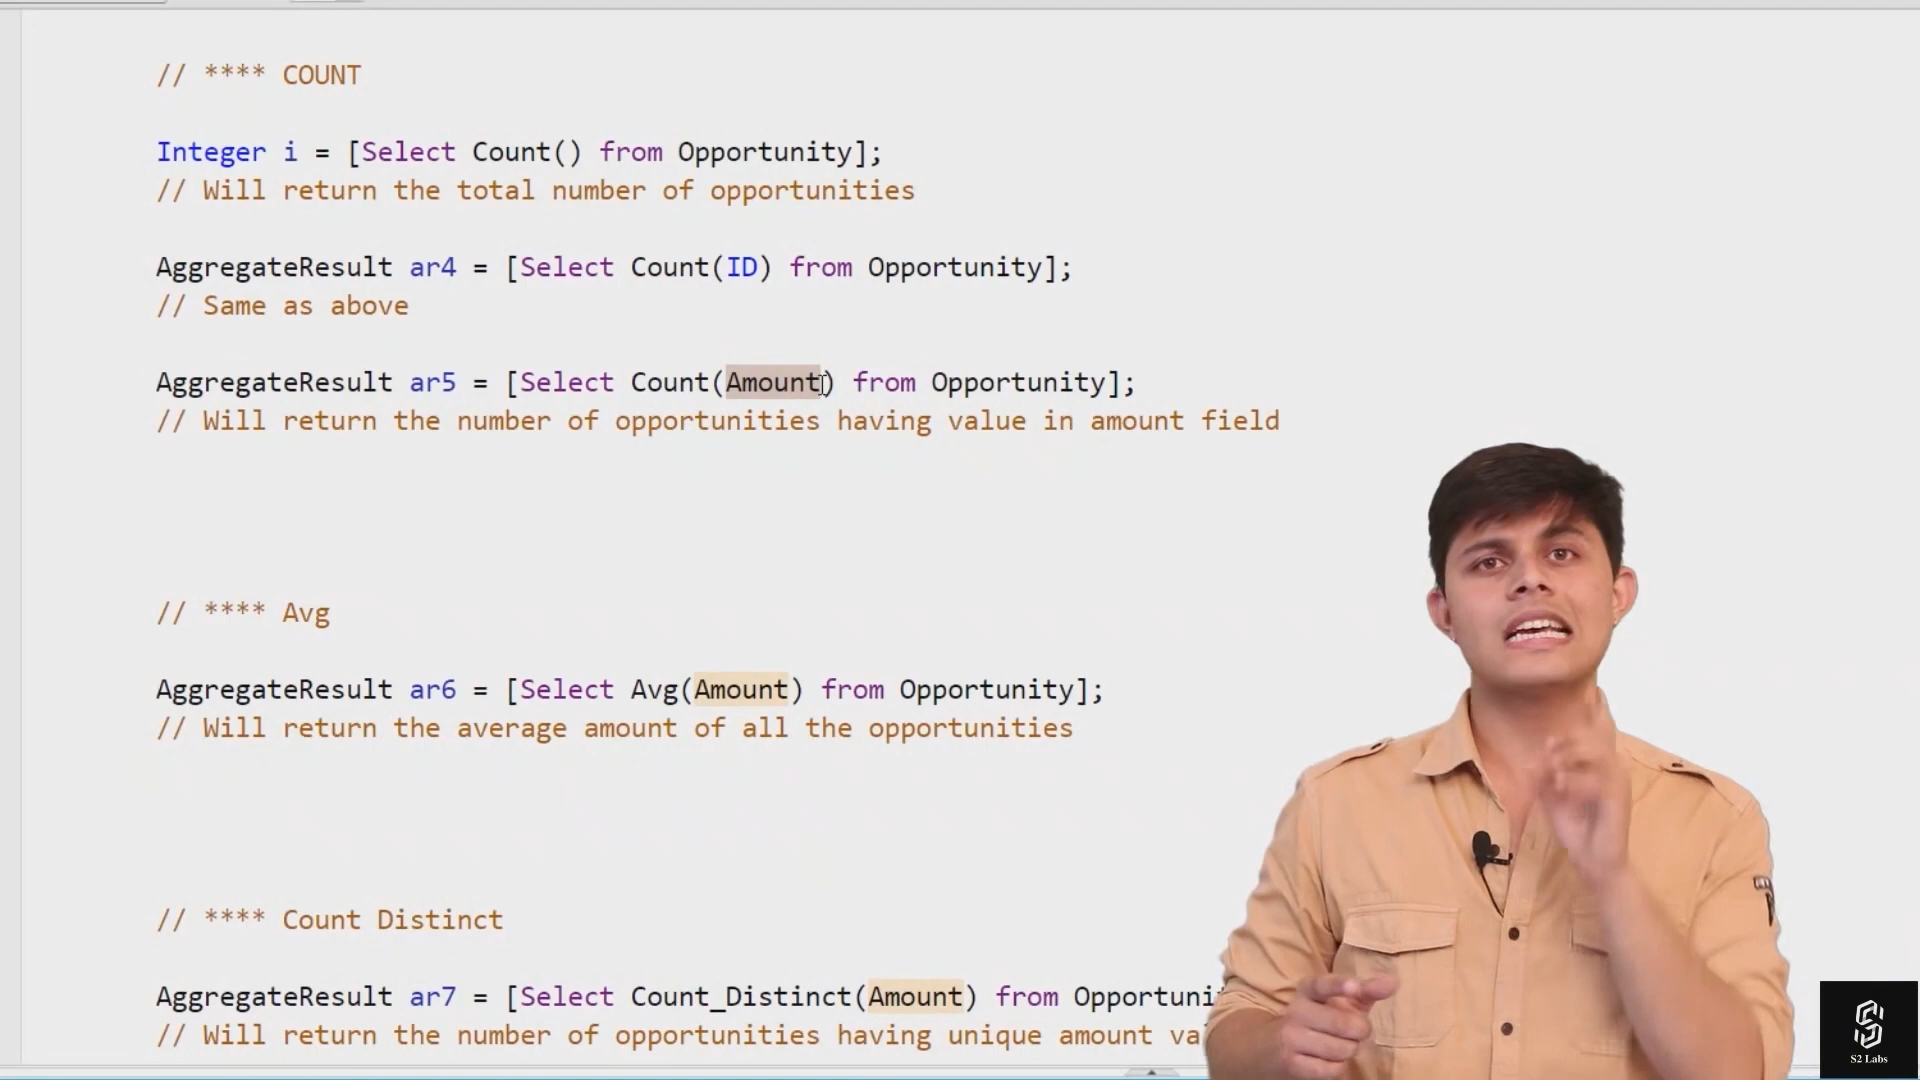 // **** COUNT
Integer i = [Select Count() from Opportunity];
// Will return the total number of opportunities
AggregateResult ar4 = [Select Count(ID) from Opportunity];
// Same as above
AggregateResult ar5 = [Select Count(Amount) from Opportunity];
// Will return the number of opportunities having value in amount field
// **** Avg
AggregateResult ar6 = [Select Avg(Amount) from Opportunity];
// Will return the average amount of all the opportunities
// **** Count Distinct
AggregateResult ar7 = [Select Count_Distinct(Amount) from
// Will return the number of opportunities having unique amount
S2 Labs